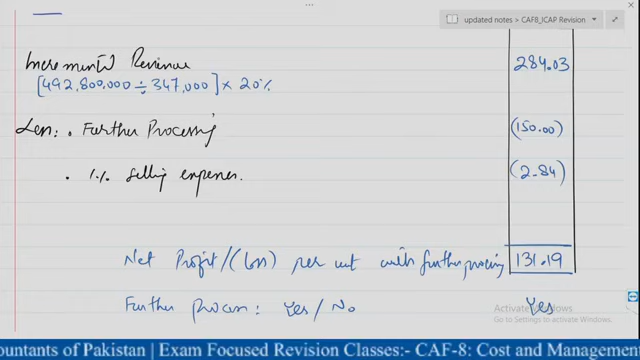 updated notes > CAF8_ICAP Revision
Incremental Revenue 284.03
[492,800,000 ÷ 347,000] × 20%
Less: • Further Processing (150.00)
• 1% Selling expenses. (2.84)
Net Profit/(Loss) per unit with further processing 131.19
Further process: Yes / No Yes
Activate Windows
Go to Settings to activate Windows.
ountants of Pakistan | Exam Focused Revision Classes:- CAF-8: Cost and Management